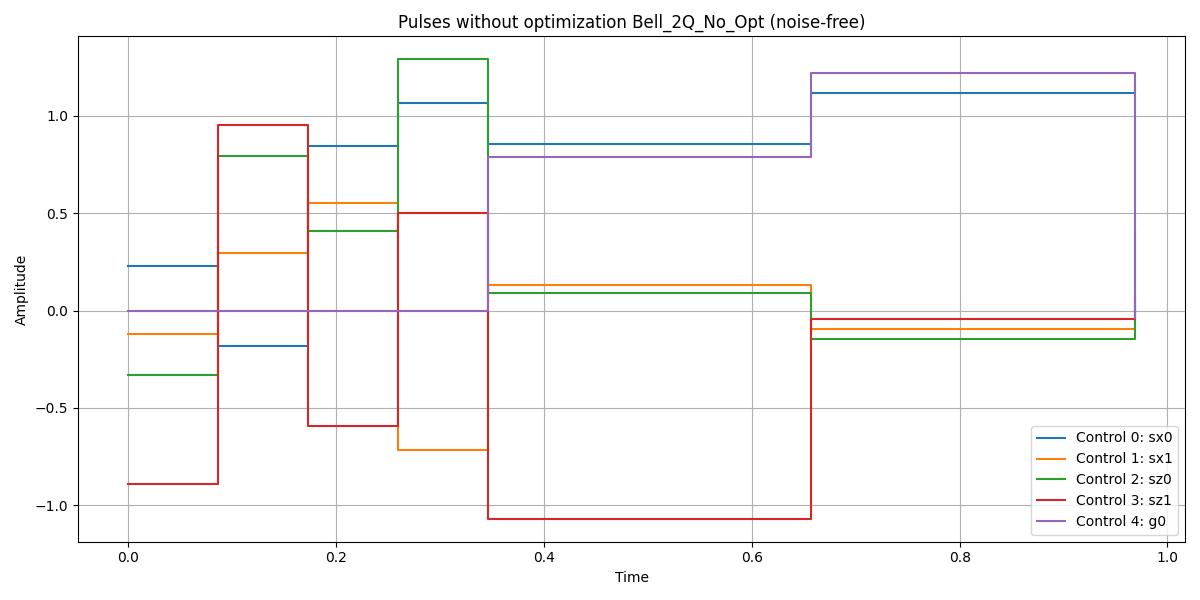 Pulses without optimization Bell_2Q_No_Opt (noise-free)
Amplitude
1.0
0.5
0.0
−0.5
−1.0
0.0
0.2
0.4
0.6
0.8
1.0
Time
Control 0: sx0
Control 1: sx1
Control 2: sz0
Control 3: sz1
Control 4: g0